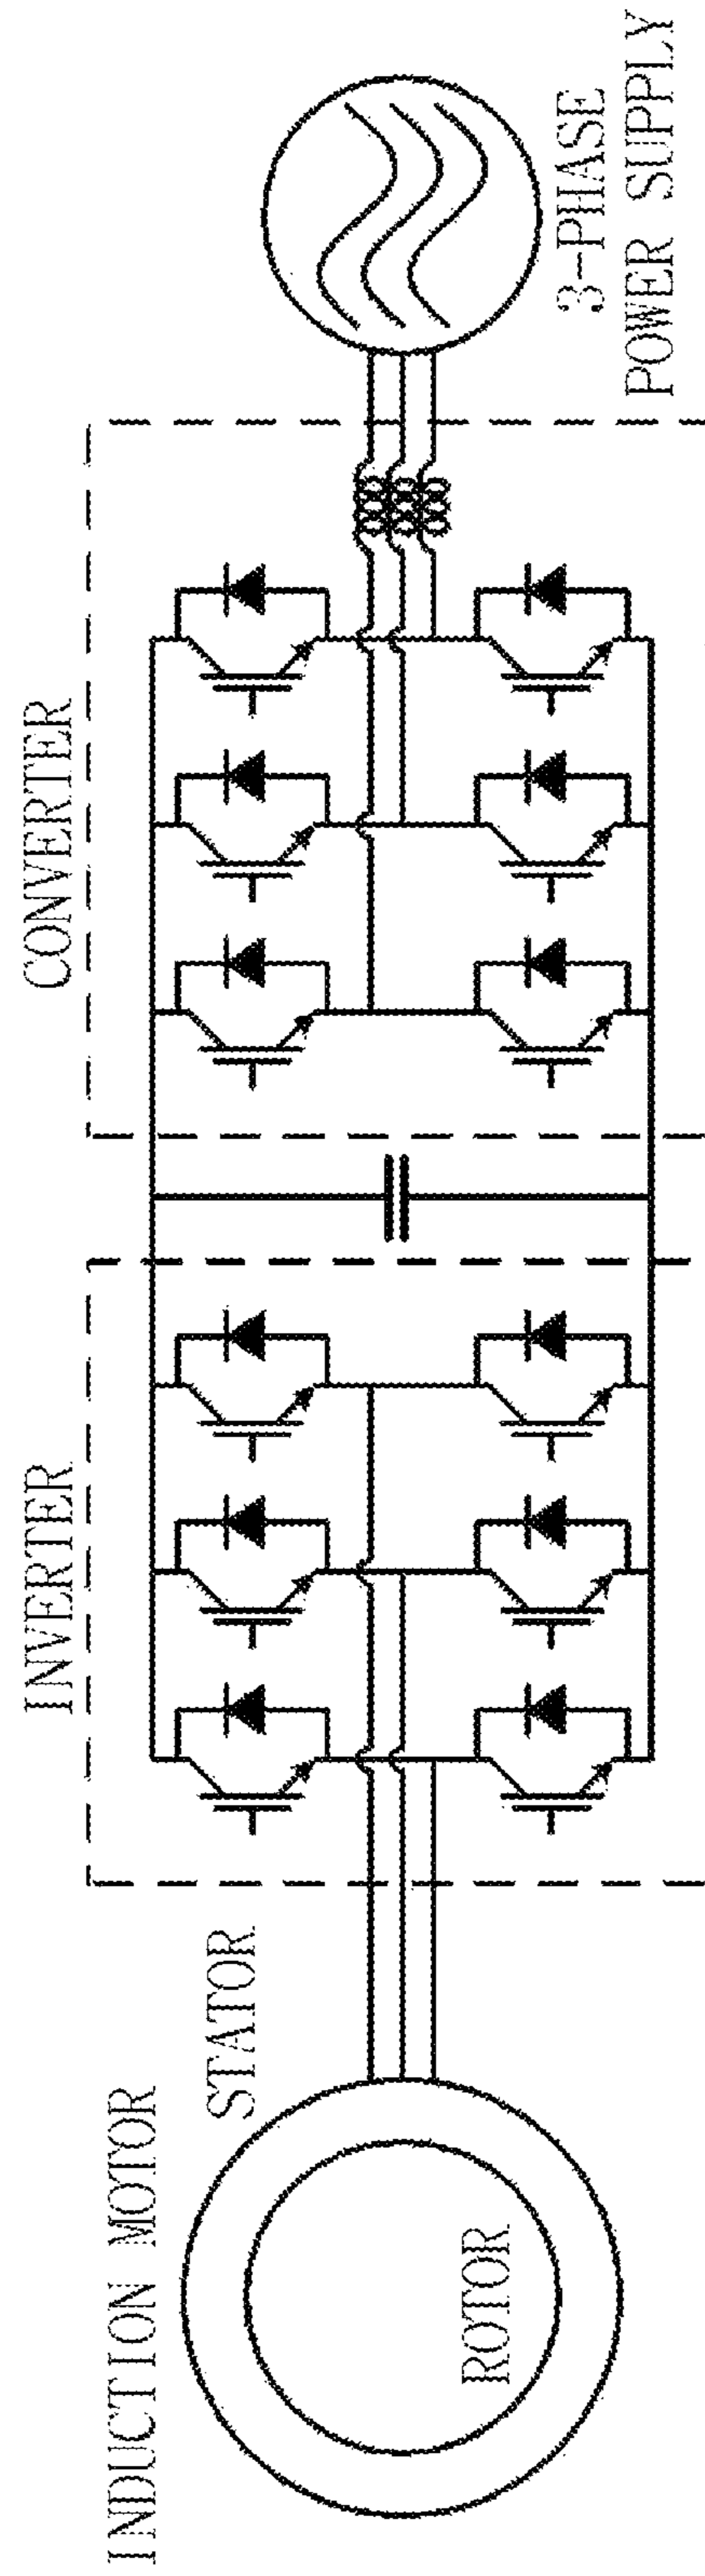 INDUCTION MOTOR
STATOR
ROTOR
INVERTER
CONVERTER
3-PHASE
POWER SUPPLY